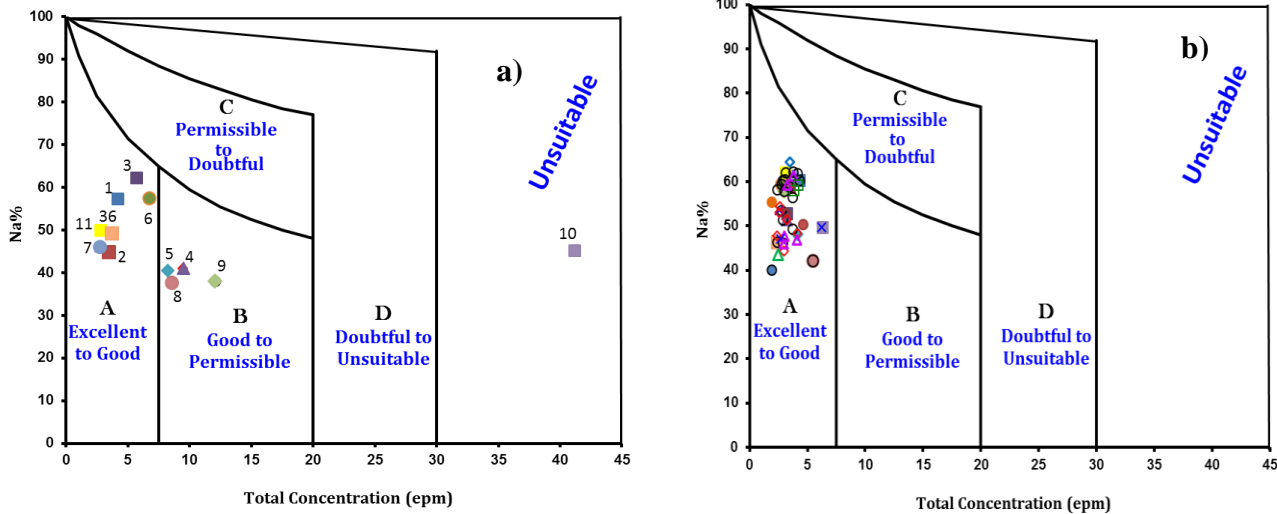 a)
Na%
100
90
80
70
60
50
40
30
20
10
0
0 5 10 15 20 25 30 35 40 45
Total Concentration (epm)
C
Permissible
to
Doubtful
Unsuitable
3
1
6
11 36
7
2
5 4 9
8
10
A
Excellent
to Good
B
Good to
Permissible
D
Doubtful to
Unsuitable
b)
Na%
100
90
80
70
60
50
40
30
20
10
0
0 5 10 15 20 25 30 35 40 45
Total Concentration (epm)
C
Permissible
to
Doubtful
Unsuitable
A
Excellent
to Good
B
Good to
Permissible
D
Doubtful to
Unsuitable